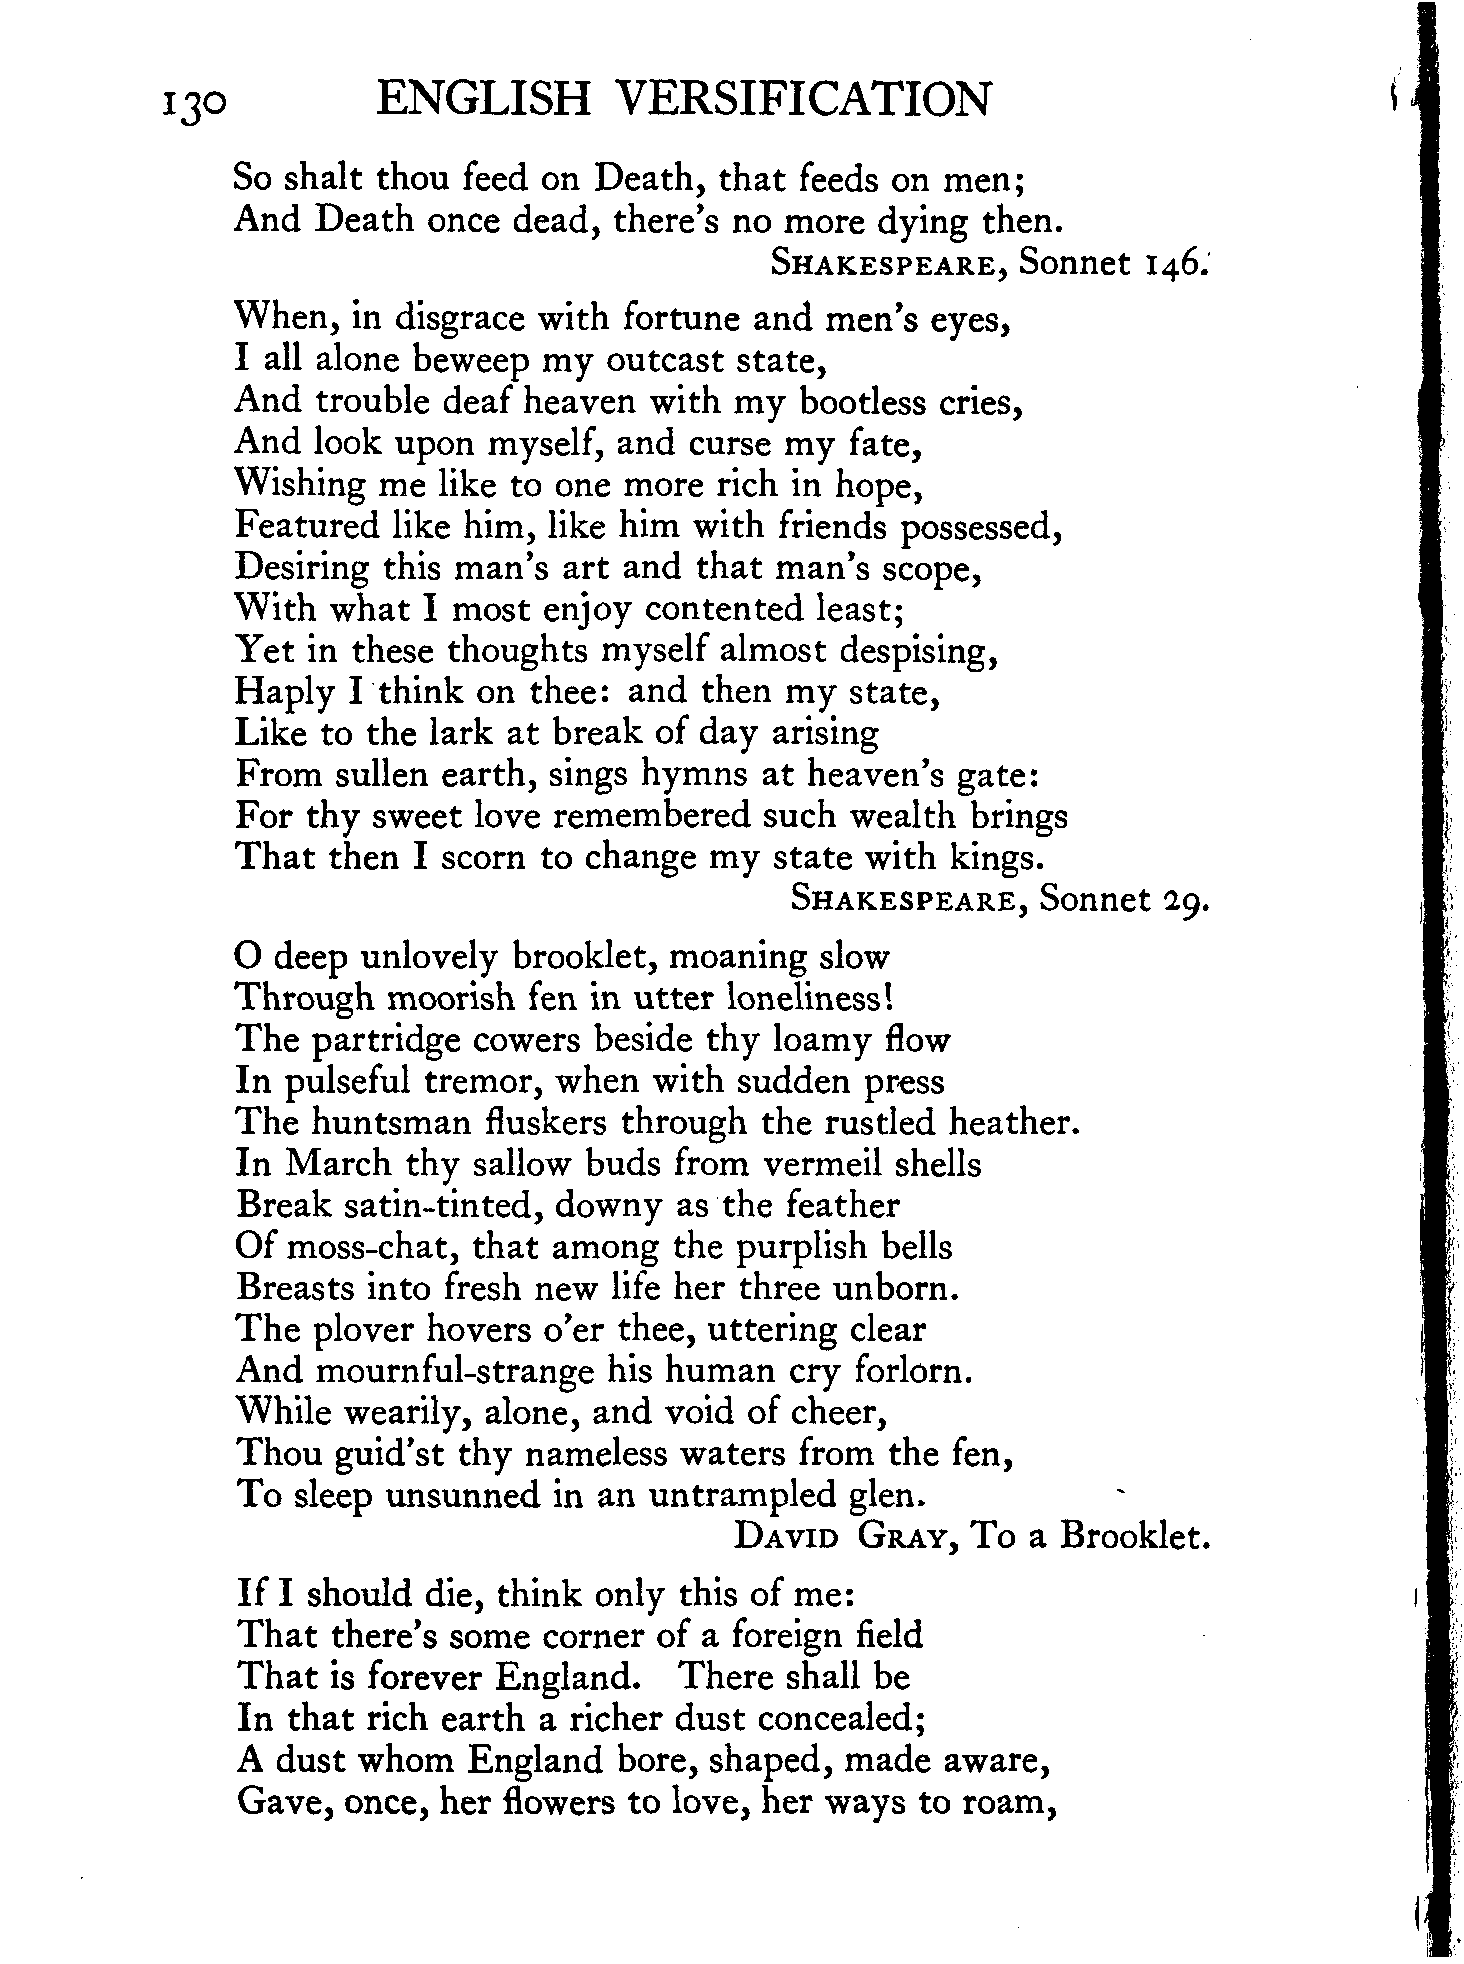 130 ENGLISH VERSIFICATION
So shalt thou feed on Death, that feeds on men;
And Death once dead, there's no more dying then.
SHAKESPEARE, Sonnet 146.
When, in disgrace with fortune and men's eyes,
I all alone beweep my outcast state,
And trouble deaf heaven with my bootless cries,
And look upon myself, and curse my fate,
Wishing me like to one more rich in hope,
Featured like him, like him with friends possessed,
Desiring this man's art and that man's scope,
With what I most enjoy contented least;
Yet in these thoughts myself almost despising,
Haply I think on thee: and then my state,
Like to the lark at break of day arising
From sullen earth, sings hymns at heaven's gate:
For thy sweet love remembered such wealth brings
That then I scorn to change my state with kings.
SHAKESPEARE, Sonnet 29.
O deep unlovely brooklet, moaning slow
Through moorish fen in utter loneliness!
The partridge cowers beside thy loamy flow
In pulseful tremor, when with sudden press
The huntsman fluskers through the rustled heather.
In March thy sallow buds from vermeil shells
Break satin-tinted, downy as the feather
Of moss-chat, that among the purplish bells
Breasts into fresh new life her three unborn.
The plover hovers o'er thee, uttering clear
And mournful-strange his human cry forlorn.
While wearily, alone, and void of cheer,
Thou guid'st thy nameless waters from the fen,
To sleep unsunned in an untrampled glen.
DAVID GRAY, To a Brooklet.
If I should die, think only this of me:
That there's some corner of a foreign field
That is forever England. There shall be
In that rich earth a richer dust concealed;
A dust whom England bore, shaped, made aware,
Gave, once, her flowers to love, her ways to roam,